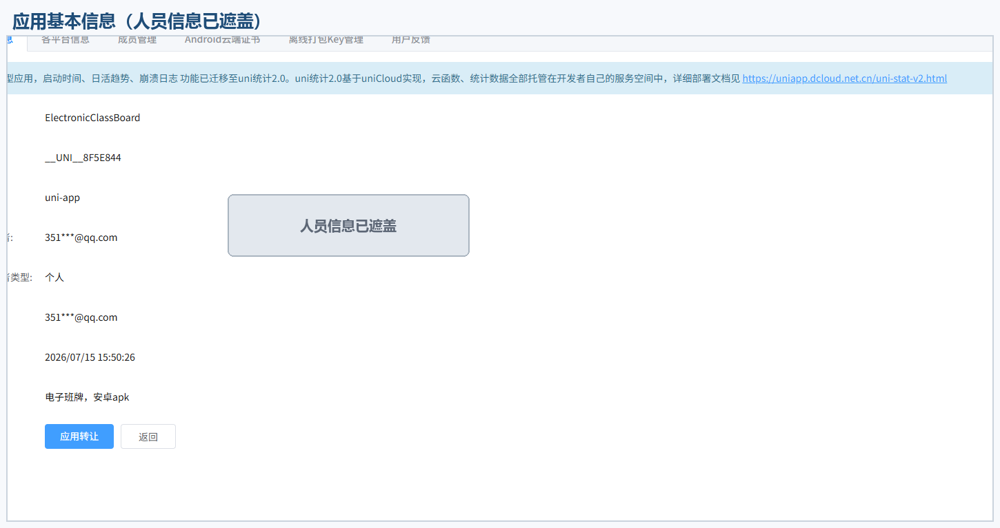 应用基本信息（人员信息已遮盖）
息 各平台信息 成员管理 Android云端证书 离线打包Key管理 用户反馈
型应用，启动时间、日活趋势、崩溃日志 功能已迁移至uni统计2.0。uni统计2.0基于uniCloud实现，云函数、统计数据全部托管在开发者自己的服务空间中，详细部署文档见 https://uniapp.dcloud.net.cn/uni-stat-v2.html
ElectronicClassBoard
__UNI__8F5E844
uni-app
人员信息已遮盖
者: 351***@qq.com
者类型: 个人
351***@qq.com
2026/07/15 15:50:26
电子班牌，安卓apk
应用转让 返回